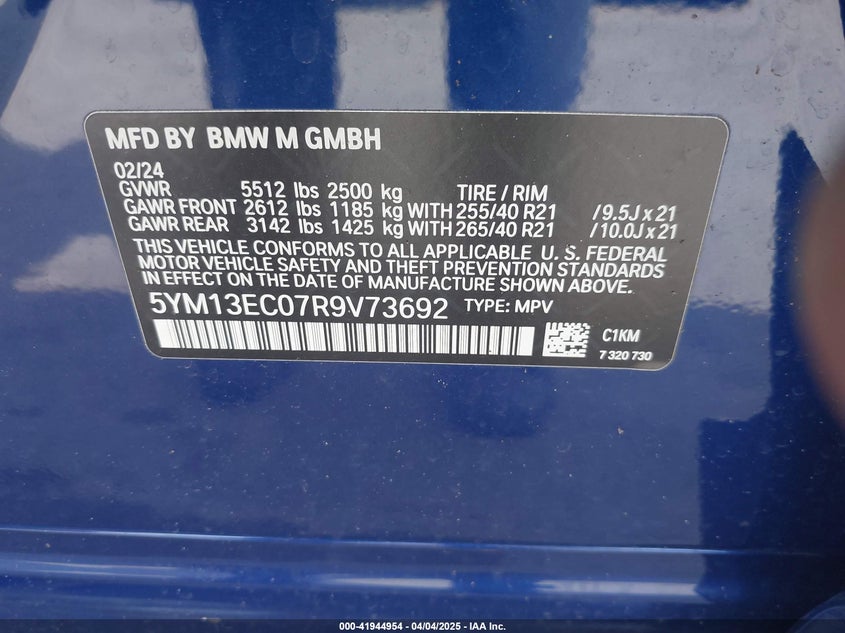 MFD BY BMW M GMBH
02/24
GVWR 5512 lbs 2500 kg TIRE / RIM
GAWR FRONT 2612 lbs 1185 kg WITH 255/40 R21 / 9.5J x 21
GAWR REAR 3142 lbs 1425 kg WITH 265/40 R21 / 10.0J x 21
THIS VEHICLE CONFORMS TO ALL APPLICABLE U. S. FEDERAL
MOTOR VEHICLE SAFETY AND THEFT PREVENTION STANDARDS
IN EFFECT ON THE DATE OF MANUFACTURE SHOWN ABOVE.
5YM13EC07R9V73692 TYPE: MPV
C1KM
7 320 730
000-41944954 - 04/04/2025 - IAA Inc.